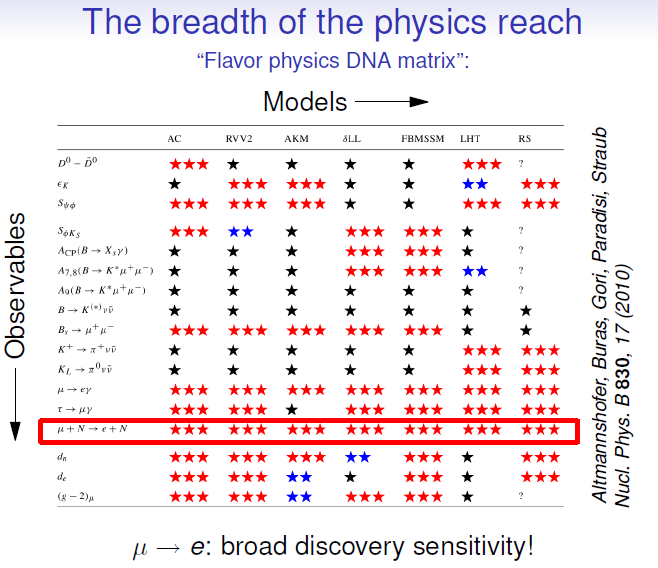 The breadth of the physics reach
“Flavor physics DNA matrix”:
Models ⟶
AC RVV2 AKM δLL FBMSSM LHT RS
D⁰ − D̄⁰ ★★★ ★ ★ ★ ★ ★★★ ?
ϵ_K ★ ★★★ ★★★ ★ ★ ★★ ★★★
S_ψϕ ★★★ ★★★ ★★★ ★ ★ ★★★ ★★★
S_ϕK_S ★★★ ★★ ★ ★★★ ★★★ ★ ?
A_CP(B → X_sγ) ★ ★ ★ ★★★ ★★★ ★ ?
A_7,8(B → K*μ⁺μ⁻) ★ ★ ★ ★★★ ★★★ ★★ ?
A_9(B → K*μ⁺μ⁻) ★ ★ ★ ★ ★ ★ ?
B → K^(*)νν̄ ★ ★ ★ ★ ★ ★ ★
B_s → μ⁺μ⁻ ★★★ ★★★ ★★★ ★★★ ★★★ ★ ★
K⁺ → π⁺νν̄ ★ ★ ★ ★ ★ ★★★ ★★★
K_L → π⁰νν̄ ★ ★ ★ ★ ★ ★★★ ★★★
μ → eγ ★★★ ★★★ ★★★ ★★★ ★★★ ★★★ ★★★
τ → μγ ★★★ ★★★ ★ ★★★ ★★★ ★★★ ★★★
μ + N → e + N ★★★ ★★★ ★★★ ★★★ ★★★ ★★★ ★★★
d_n ★★★ ★★★ ★★★ ★★ ★★★ ★ ★★★
d_e ★★★ ★★★ ★★ ★ ★★★ ★ ★★★
(g − 2)_μ ★★★ ★★★ ★★ ★★★ ★★★ ★ ?
Observables
Altmannshofer, Buras, Gori, Paradisi, Straub
Nucl. Phys. B 830, 17 (2010)
μ → e: broad discovery sensitivity!